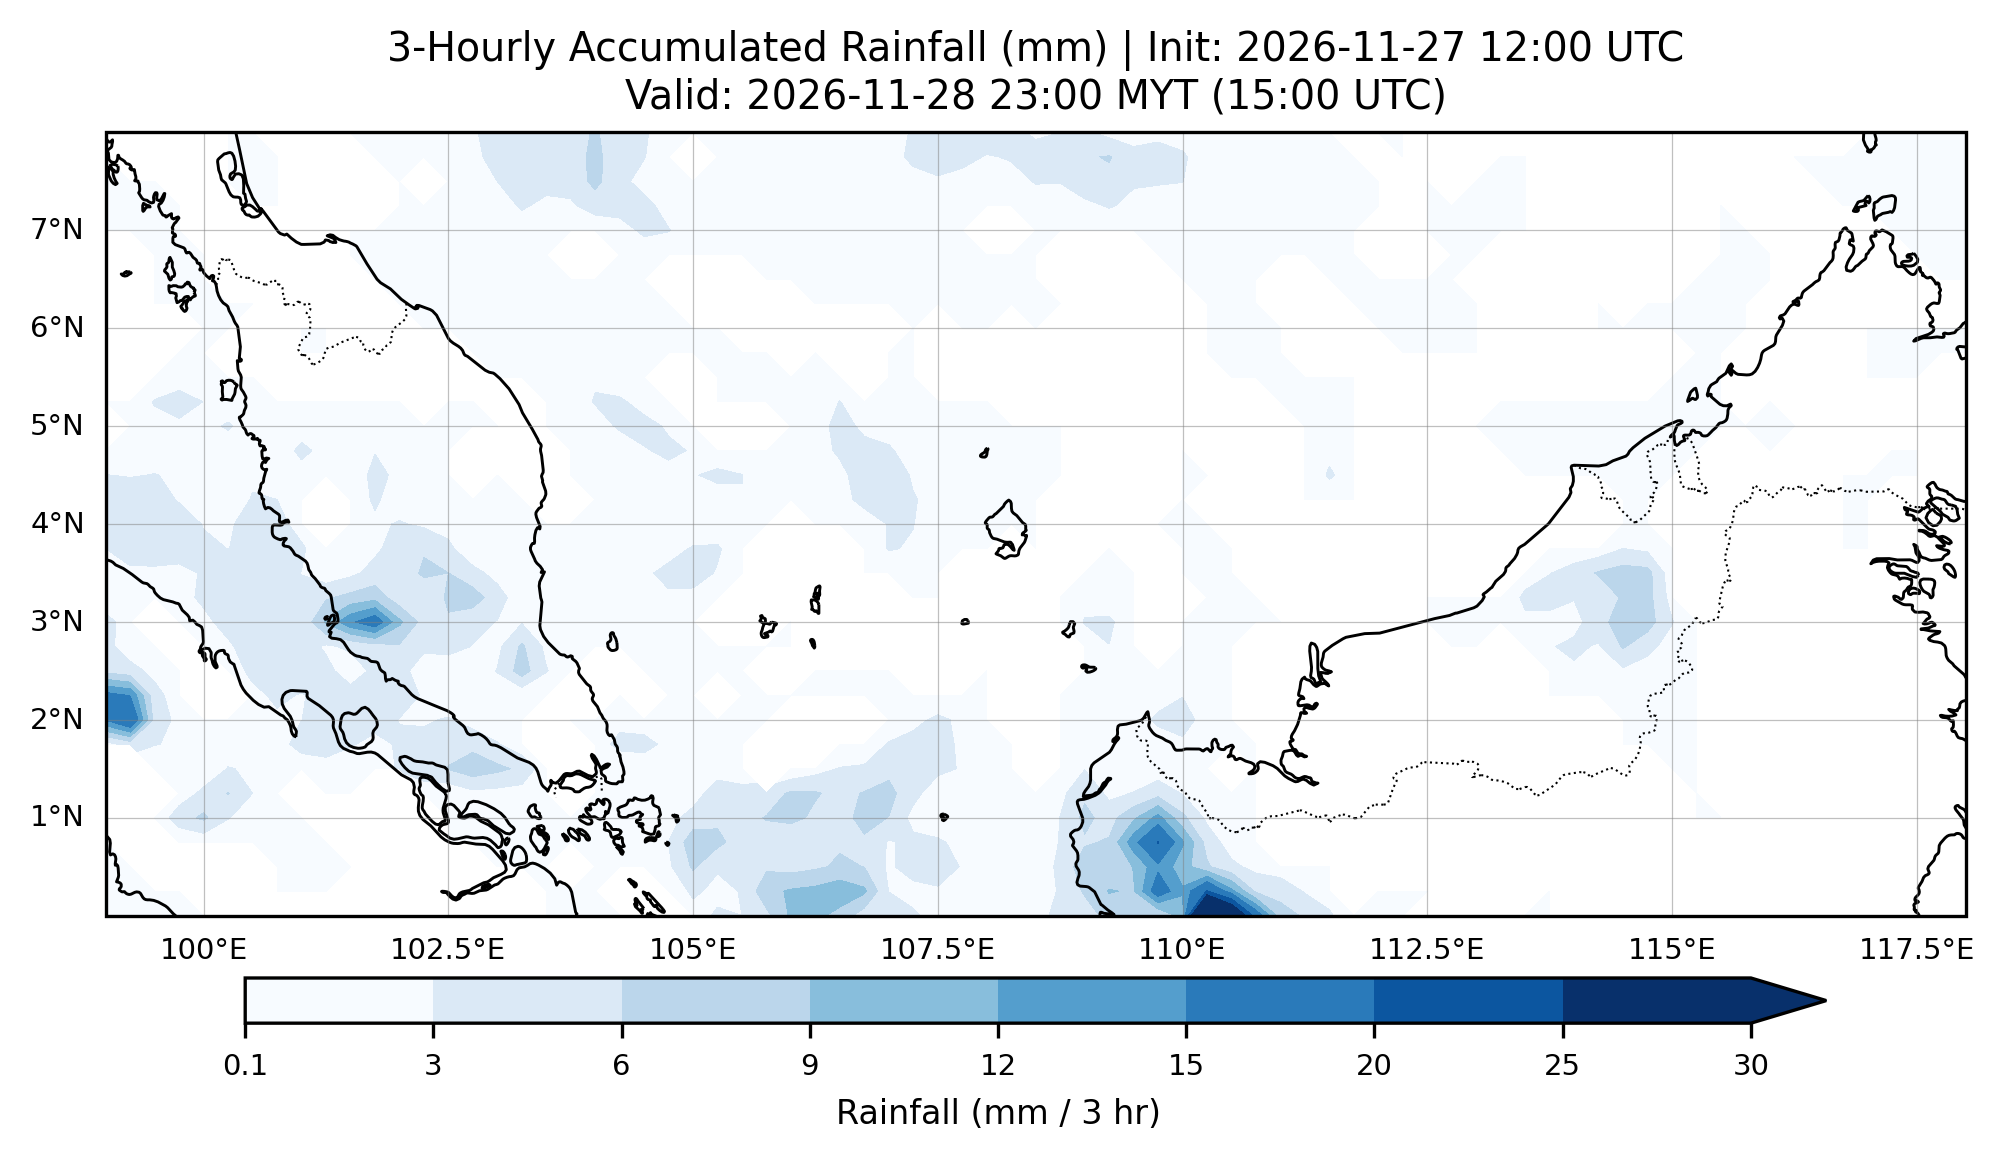 3-Hourly Accumulated Rainfall (mm) | Init: 2026-11-27 12:00 UTC
Valid: 2026-11-28 23:00 MYT (15:00 UTC)
7°N
6°N
5°N
4°N
3°N
2°N
1°N
100°E 102.5°E 105°E 107.5°E 110°E 112.5°E 115°E 117.5°E
0.1 3 6 9 12 15 20 25 30
Rainfall (mm / 3 hr)